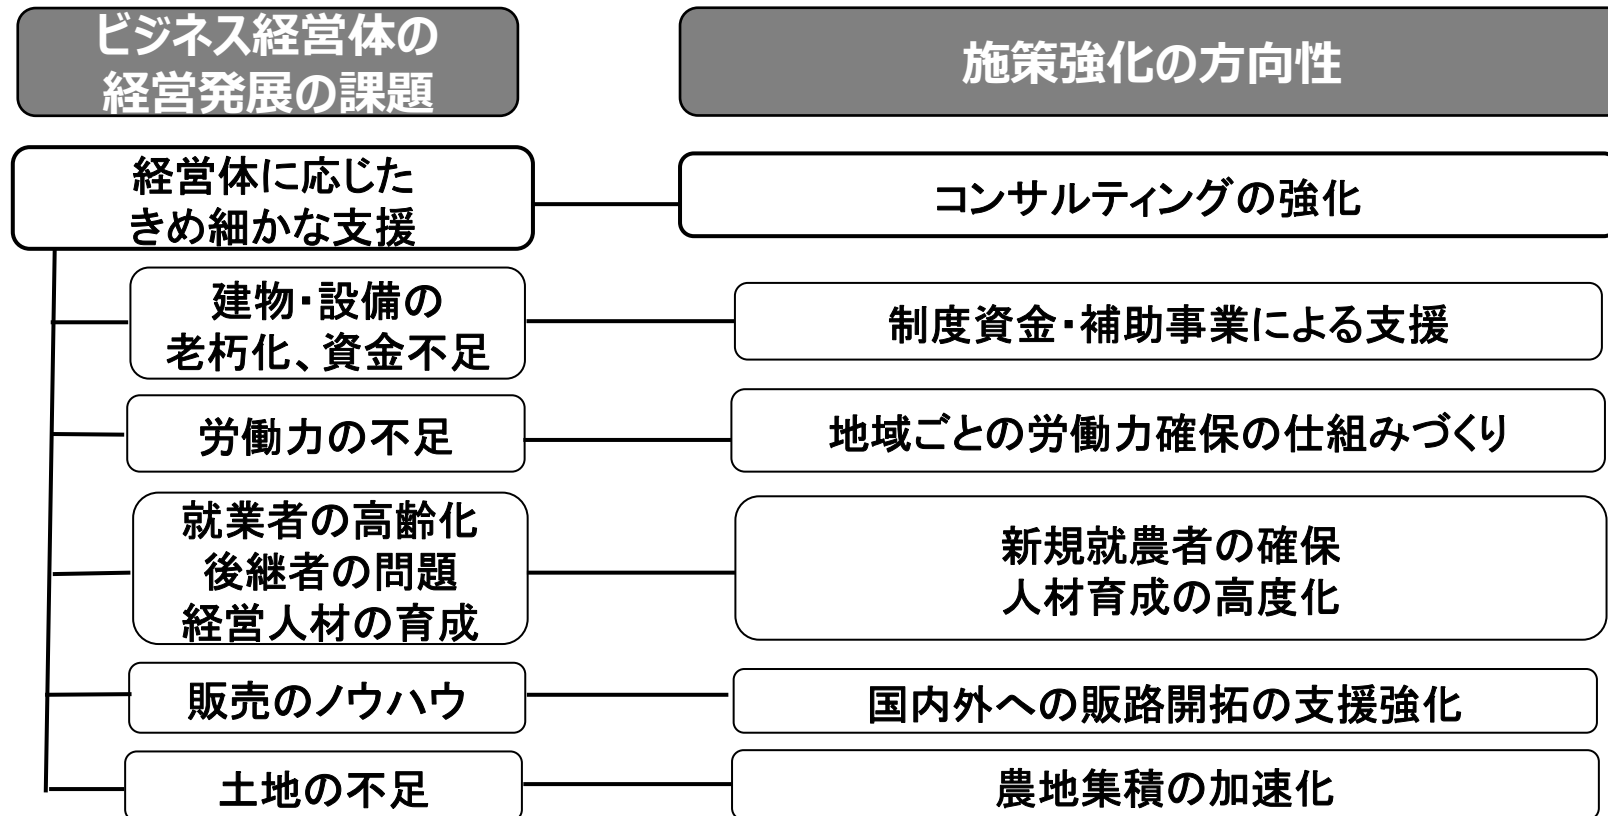 ビジネス経営体の
経営発展の課題
施策強化の方向性
経営体に応じた
きめ細かな支援
コンサルティングの強化
建物・設備の
老朽化、資金不足
制度資金・補助事業による支援
労働力の不足
地域ごとの労働力確保の仕組みづくり
就業者の高齢化
後継者の問題
経営人材の育成
新規就農者の確保
人材育成の高度化
販売のノウハウ
国内外への販路開拓の支援強化
土地の不足
農地集積の加速化